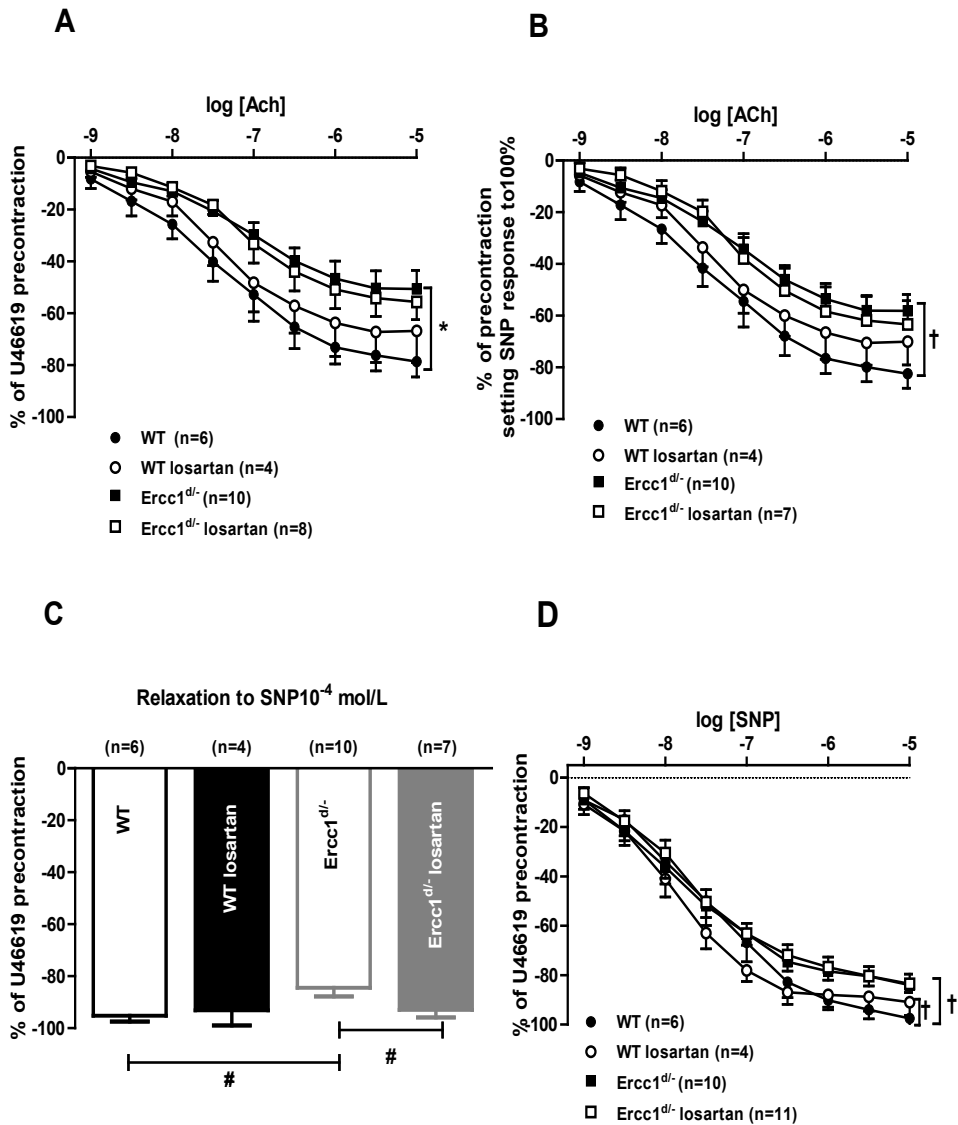 A
log [Ach]
-9 -8 -7 -6 -5
0
-20
-40
-60
-80
-100
% of U46619 precontraction
*
WT (n=6)
WT losartan (n=4)
Ercc1d/- (n=10)
Ercc1d/- losartan (n=8)
B
log [ACh]
-9 -8 -7 -6 -5
0
-20
-40
-60
-80
-100
% of precontraction
setting SNP response to100%
†
WT (n=6)
WT losartan (n=4)
Ercc1d/- (n=10)
Ercc1d/- losartan (n=7)
C
Relaxation to SNP10-4 mol/L
(n=6) (n=4) (n=10) (n=7)
0
-20
-40
-60
-80
-100
% of U46619 precontraction
WT
WT losartan
Ercc1d/-
Ercc1d/- losartan
#
#
D
log [SNP]
-9 -8 -7 -6 -5
0
-20
-40
-60
-80
-100
% of U46619 precontraction
† †
WT (n=6)
WT losartan (n=4)
Ercc1d/- (n=10)
Ercc1d/- losartan (n=11)